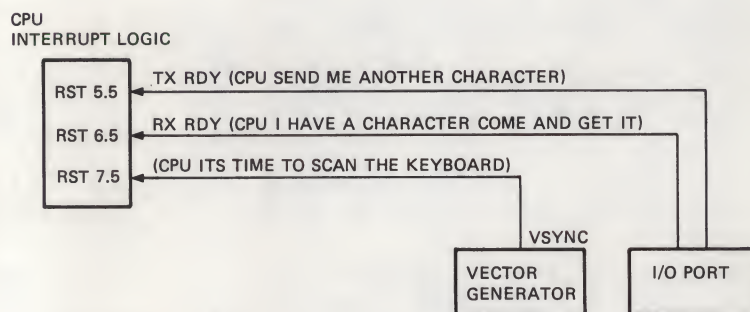 CPU
INTERRUPT LOGIC
RST 5.5
TX RDY (CPU SEND ME ANOTHER CHARACTER)
RST 6.5
RX RDY (CPU I HAVE A CHARACTER COME AND GET IT)
RST 7.5
(CPU ITS TIME TO SCAN THE KEYBOARD)
VSYNC
VECTOR
GENERATOR
I/O PORT